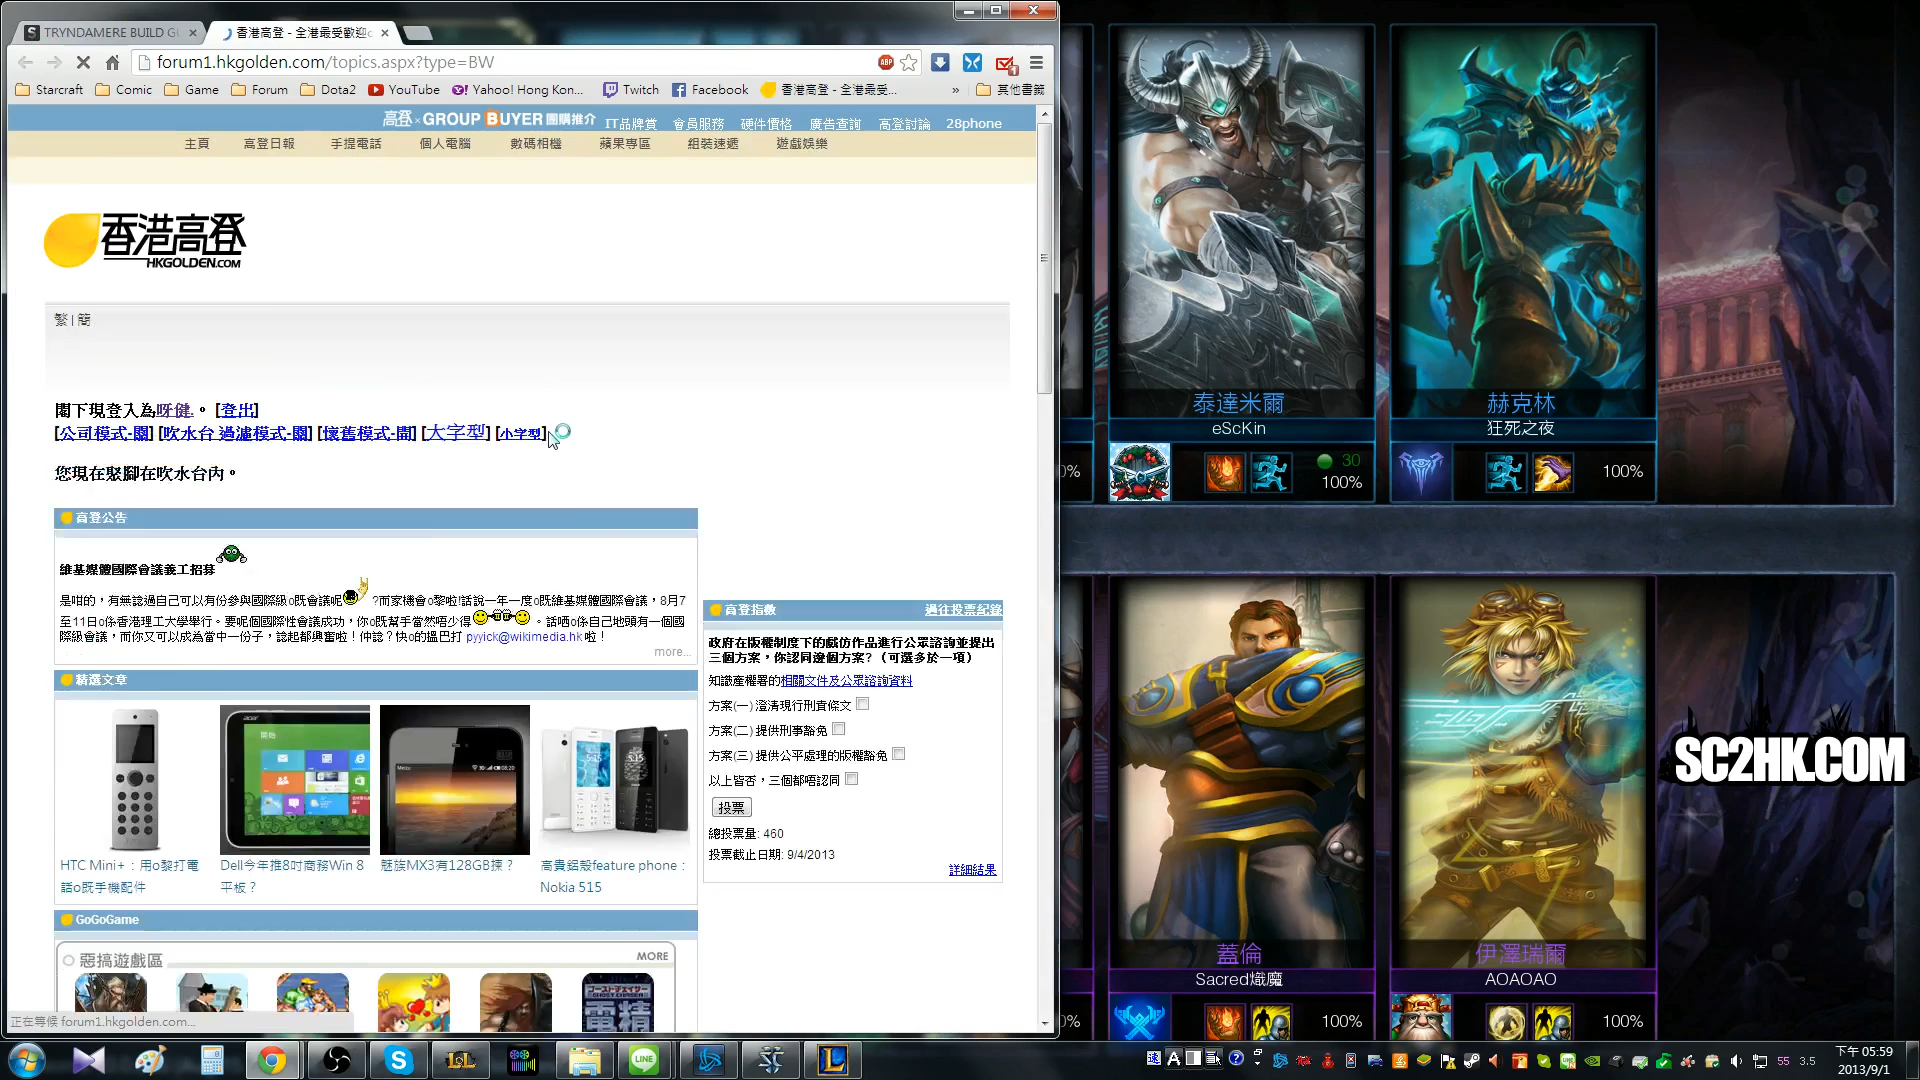 TRYNDAMERE BUILD GU
香港高登 - 全港最受歡迎c
forum1.hkgolden.com/topics.aspx?type=BW
ABP
Starcraft
Comic
Game
Forum
Dota2
YouTube
Yahoo! Hong Kon...
Twitch
Facebook
香港高登 - 全港最受...
»
其他書籤
高登×GROUP BUYER 團購推介
IT品牌賞
會員服務
硬件價格
廣告查詢
高登討論
28phone
主頁
高登日報
手提電話
個人電腦
數碼相機
蘋果專區
組裝速遞
遊戲娛樂
香港高登
HKGOLDEN.COM
繁 | 簡
閣下現登入為呀健.。 [登出]
[公司模式-關] [吹水台 過濾模式-關] [懷舊模式-開] [大字型] [小字型]
您現在駁腳在吹水台內。
高登公告
維基媒體國際會議義工招募
是咁的，有無諗過自己可以有份參與國際級o既會議呢 ?而家機會o黎啦!話說一年一度o既維基媒體國際會議，8月7
至11日o係香港理工大學舉行。要呢個國際性會議成功，你o既幫手當然唔少得 。話哂o係自己地頭有一個國
際級會議，而你又可以成為當中一份子，諗起都興奮啦！仲諗？快o的搵巴打 pyyick@wikimedia.hk 啦！
more...
精選文章
HTC Mini+：用o黎打電
話o既手機配件
Dell今年推8吋商務Win 8
平板？
魅族MX3有128GB揀？
高貴鋁殼feature phone：
Nokia 515
GoGoGame
惡搞遊戲區
MORE
正在等候 forum1.hkgolden.com...
高登指數
過往投票紀錄
政府在版權制度下的戲仿作品進行公眾諮詢並提出
三個方案，你認同邊個方案?（可選多於一項）
知識產權署的相關文件及公眾諮詢資料
方案(一) 澄清現行刑責條文
方案(二) 提供刑事豁免
方案(三) 提供公平處理的版權豁免
以上皆否，三個都唔認同
投票
總投票量: 460
投票截止日期: 9/4/2013
詳細結果
泰達米爾
eScKin
30
100%
赫克林
狂死之夜
100%
蓋倫
Sacred熾魔
100%
伊澤瑞爾
AOAOAO
100%
SC2HK.COM
55
3.5
下午 05:59
2013/9/1